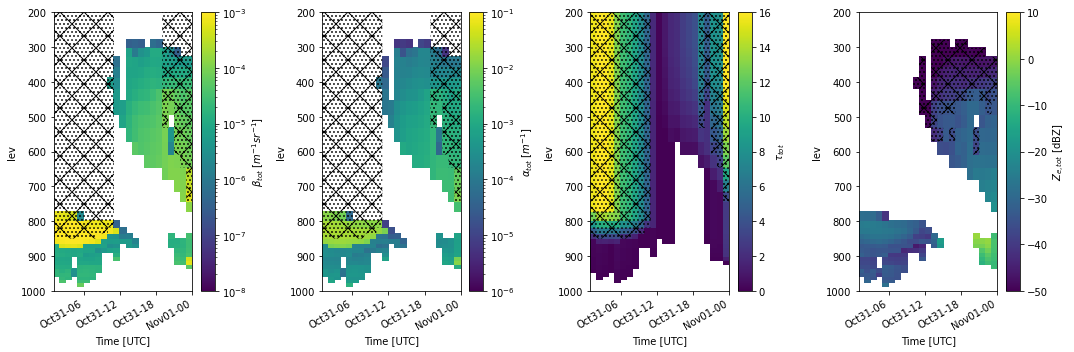 200
300
400
500
600
700
800
900
1000
lev
Oct31-06
Oct31-12
Oct31-18
Nov01-00
Time [UTC]
10⁻³
10⁻⁴
10⁻⁵
10⁻⁶
10⁻⁷
10⁻⁸
β_tot [m⁻¹sr⁻¹]
200
300
400
500
600
700
800
900
1000
lev
Oct31-06
Oct31-12
Oct31-18
Nov01-00
Time [UTC]
10⁻¹
10⁻²
10⁻³
10⁻⁴
10⁻⁵
10⁻⁶
α_tot [m⁻¹]
200
300
400
500
600
700
800
900
1000
lev
Oct31-06
Oct31-12
Oct31-18
Nov01-00
Time [UTC]
16
14
12
10
8
6
4
2
0
τ_tot
200
300
400
500
600
700
800
900
1000
lev
Oct31-06
Oct31-12
Oct31-18
Nov01-00
Time [UTC]
10
0
−10
−20
−30
−40
−50
Z_e,tot [dBZ]